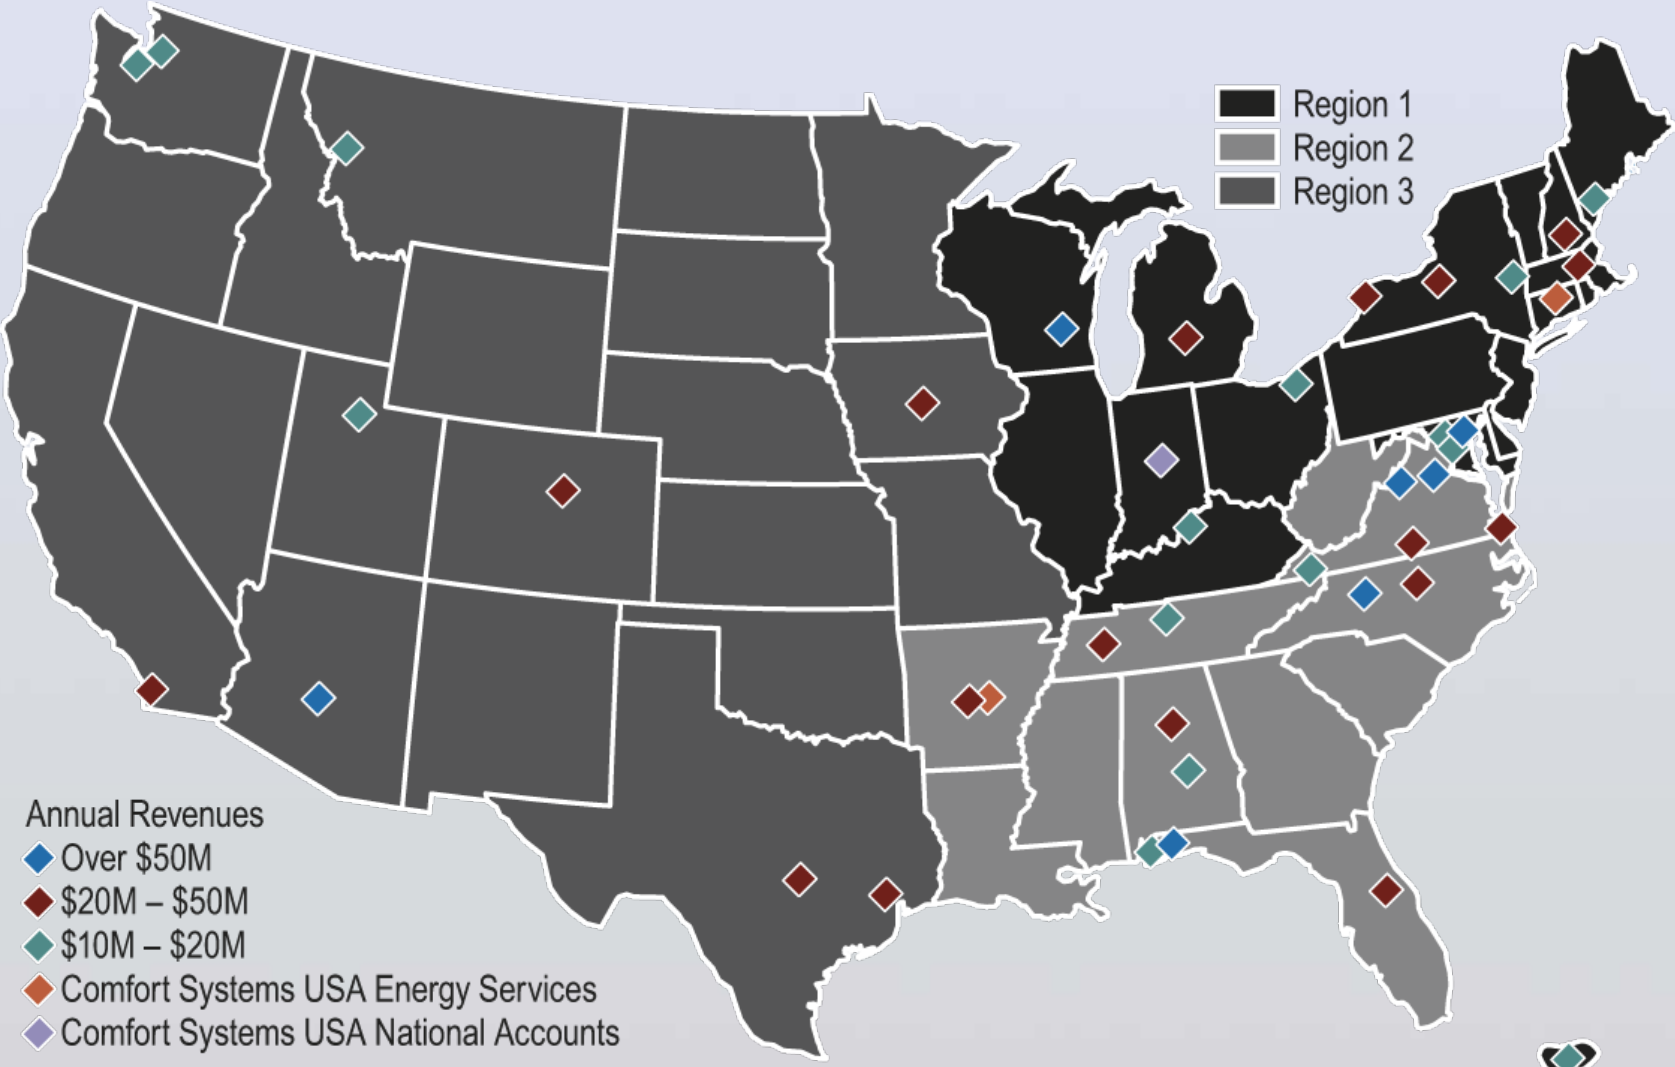 Region 1
Region 2
Region 3
Annual Revenues
Over $50M
$20M – $50M
$10M – $20M
Comfort Systems USA Energy Services
Comfort Systems USA National Accounts